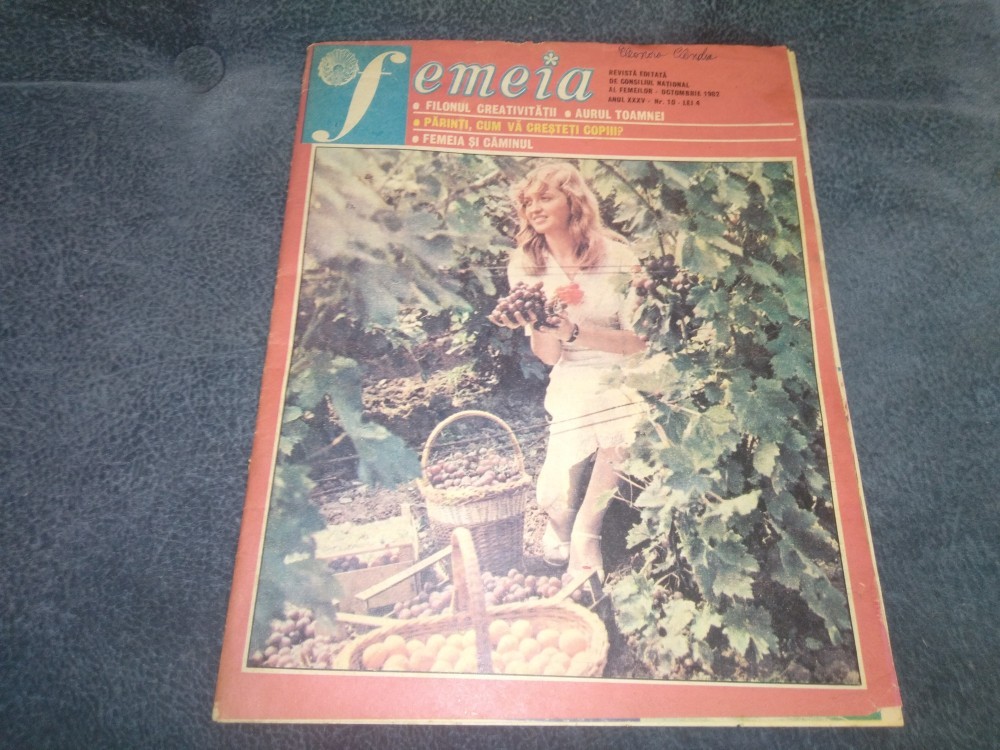 femeia
REVISTĂ EDITATĂ
DE CONSILIUL NAȚIONAL
AL FEMEILOR - OCTOMBRIE 1982
ANUL XXXV - Nr. 10 - LEI 4
• FILONUL CREATIVITĂȚII • AURUL TOAMNEI
• PĂRINȚI, CUM VĂ CREȘTEȚI COPIII?
• FEMEIA ȘI CĂMINUL